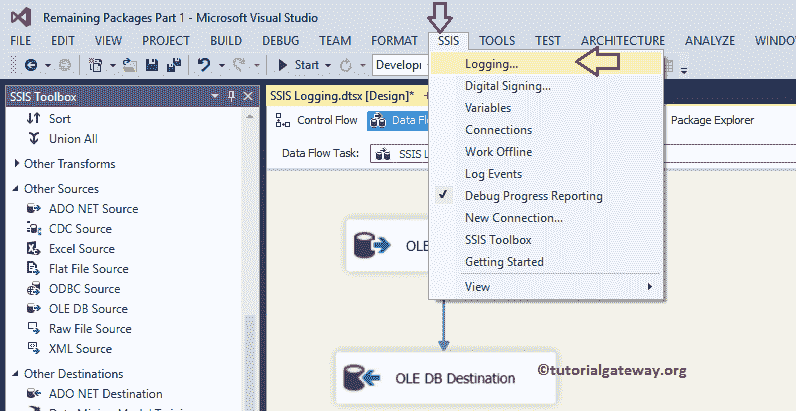 Remaining Packages Part 1 - Microsoft Visual Studio
FILE EDIT VIEW PROJECT BUILD DEBUG TEAM FORMAT SSIS TOOLS TEST ARCHITECTURE ANALYZE WINDO
Start Developr
SSIS Toolbox
Sort
Union All
Other Transforms
Other Sources
ADO NET Source
CDC Source
Excel Source
Flat File Source
ODBC Source
OLE DB Source
Raw File Source
XML Source
Other Destinations
ADO NET Destination
SSIS Logging.dtsx [Design]*
Control Flow Data Flo Package Explorer
Data Flow Task: SSIS L
Logging...
Digital Signing...
Variables
Connections
Work Offline
Log Events
Debug Progress Reporting
New Connection...
SSIS Toolbox
Getting Started
View
OLE
OLE DB Destination
©tutorialgateway.org